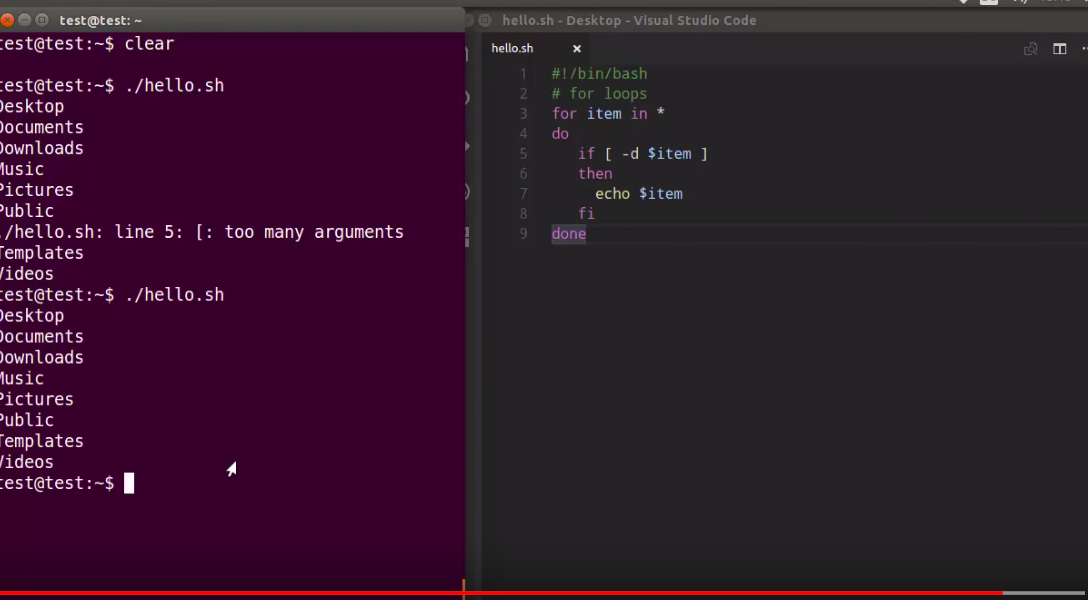 test@test: ~
test@test:~$ clear
test@test:~$ ./hello.sh
Desktop
Documents
Downloads
Music
Pictures
Public
./hello.sh: line 5: [: too many arguments
Templates
Videos
test@test:~$ ./hello.sh
Desktop
Documents
Downloads
Music
Pictures
Public
Templates
Videos
test@test:~$
hello.sh - Desktop - Visual Studio Code
hello.sh
1 #!/bin/bash
2 # for loops
3 for item in *
4 do
5 if [ -d $item ]
6 then
7 echo $item
8 fi
9 done